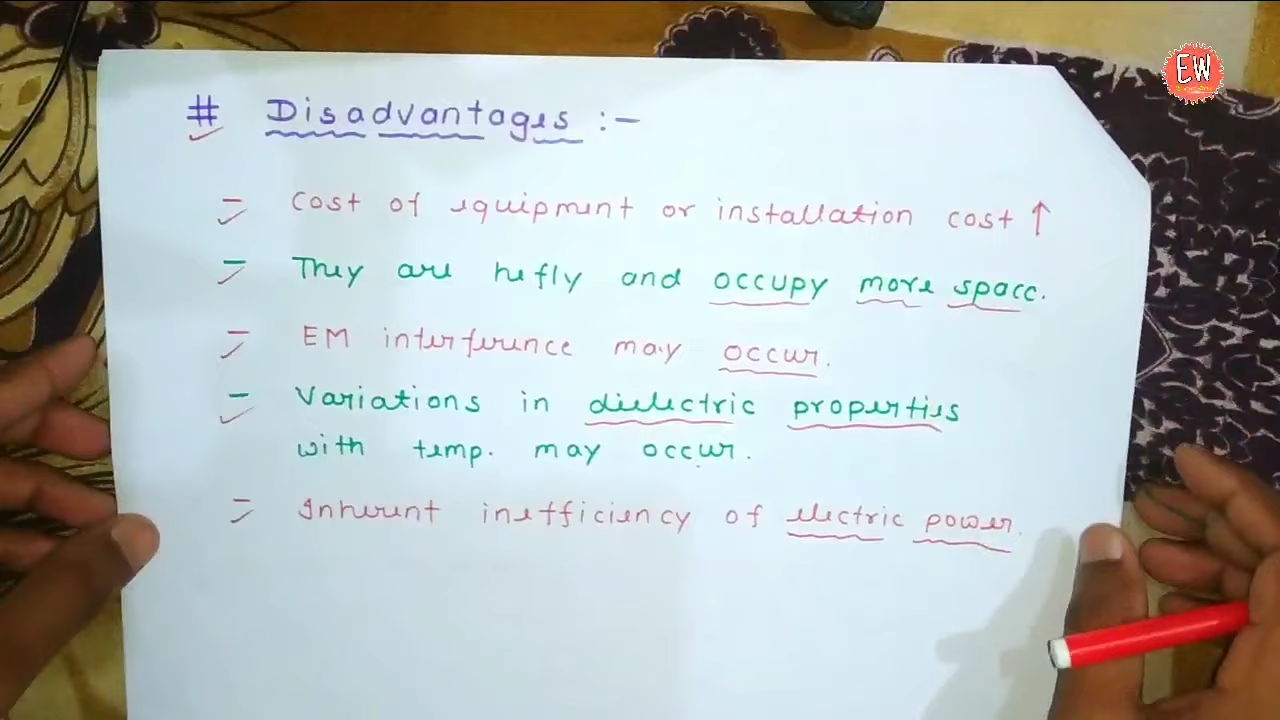 EW
# Disadvantages :-
- Cost of equipment or installation cost ↑
- They are hefly and occupy more space.
- EM interference may occur.
- Variations in dielectric properties
with temp. may occur.
- Inherent inefficiency of electric power.